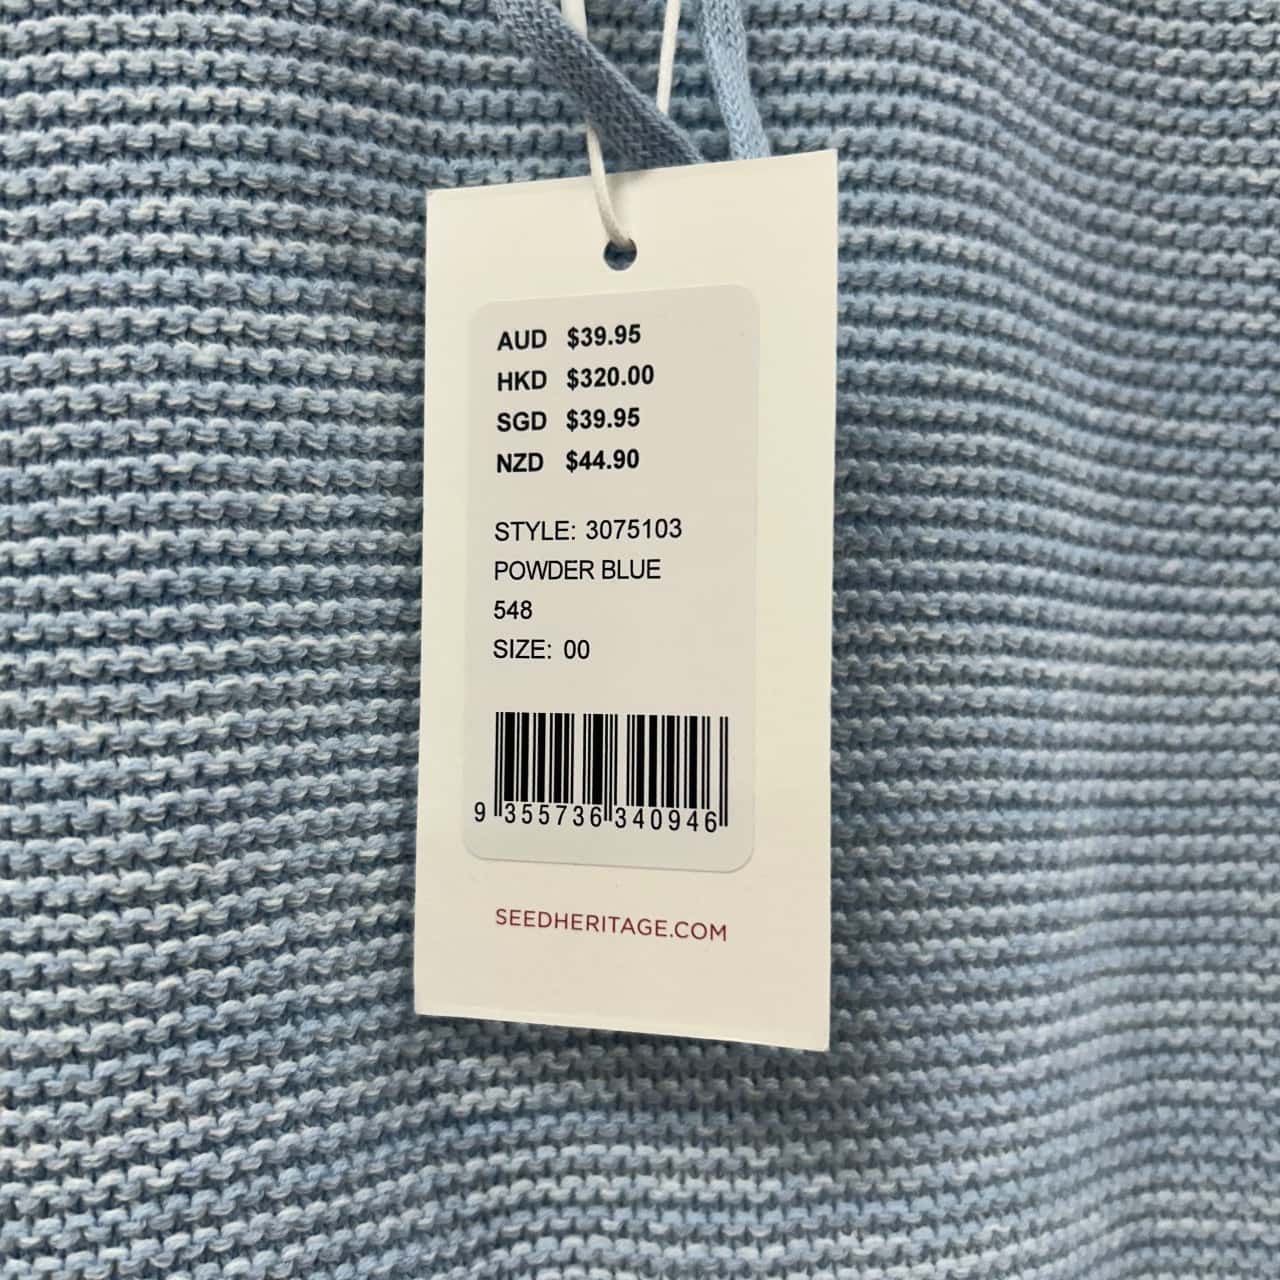 AUD $39.95
HKD $320.00
SGD $39.95
NZD $44.90
STYLE: 3075103
POWDER BLUE
548
SIZE: 00
9 355736 340946
SEEDHERITAGE.COM